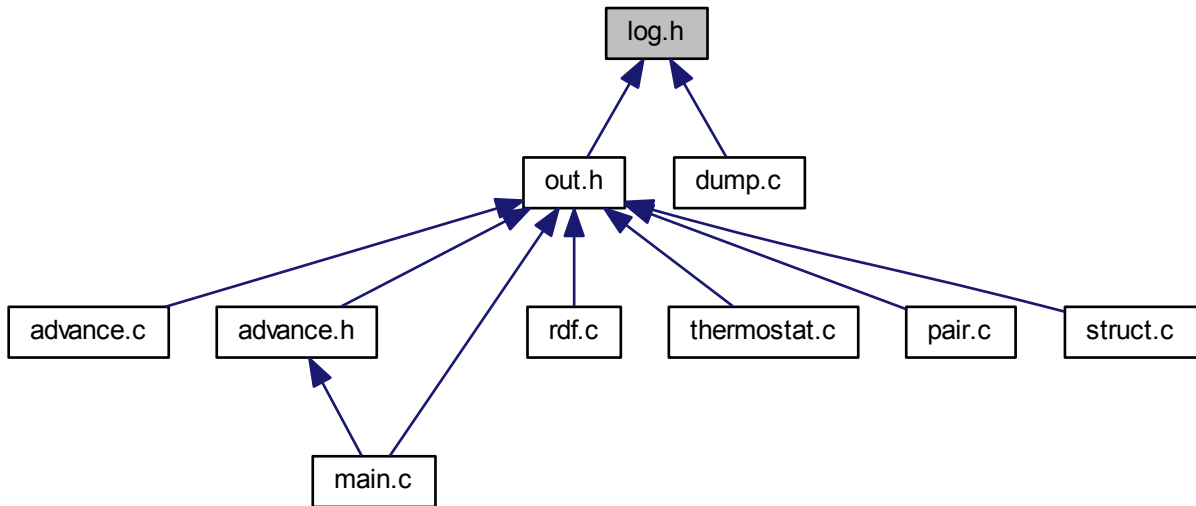 log.h
out.h
dump.c
advance.c
advance.h
rdf.c
thermostat.c
pair.c
struct.c
main.c